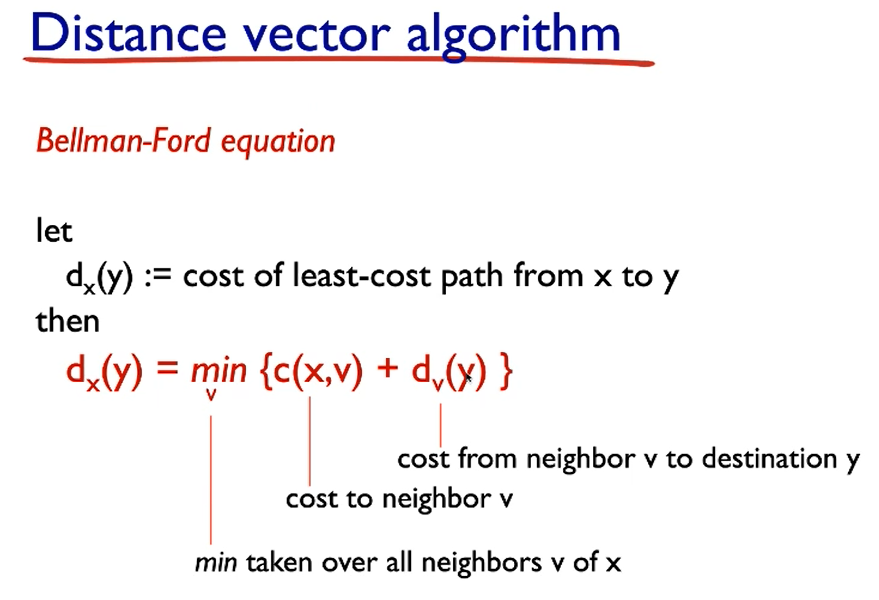 Distance vector algorithm
Bellman-Ford equation
let
dₓ(y) := cost of least-cost path from x to y
then
dₓ(y) = min {c(x,v) + dᵥ(y) }
v
cost from neighbor v to destination y
cost to neighbor v
min taken over all neighbors v of x